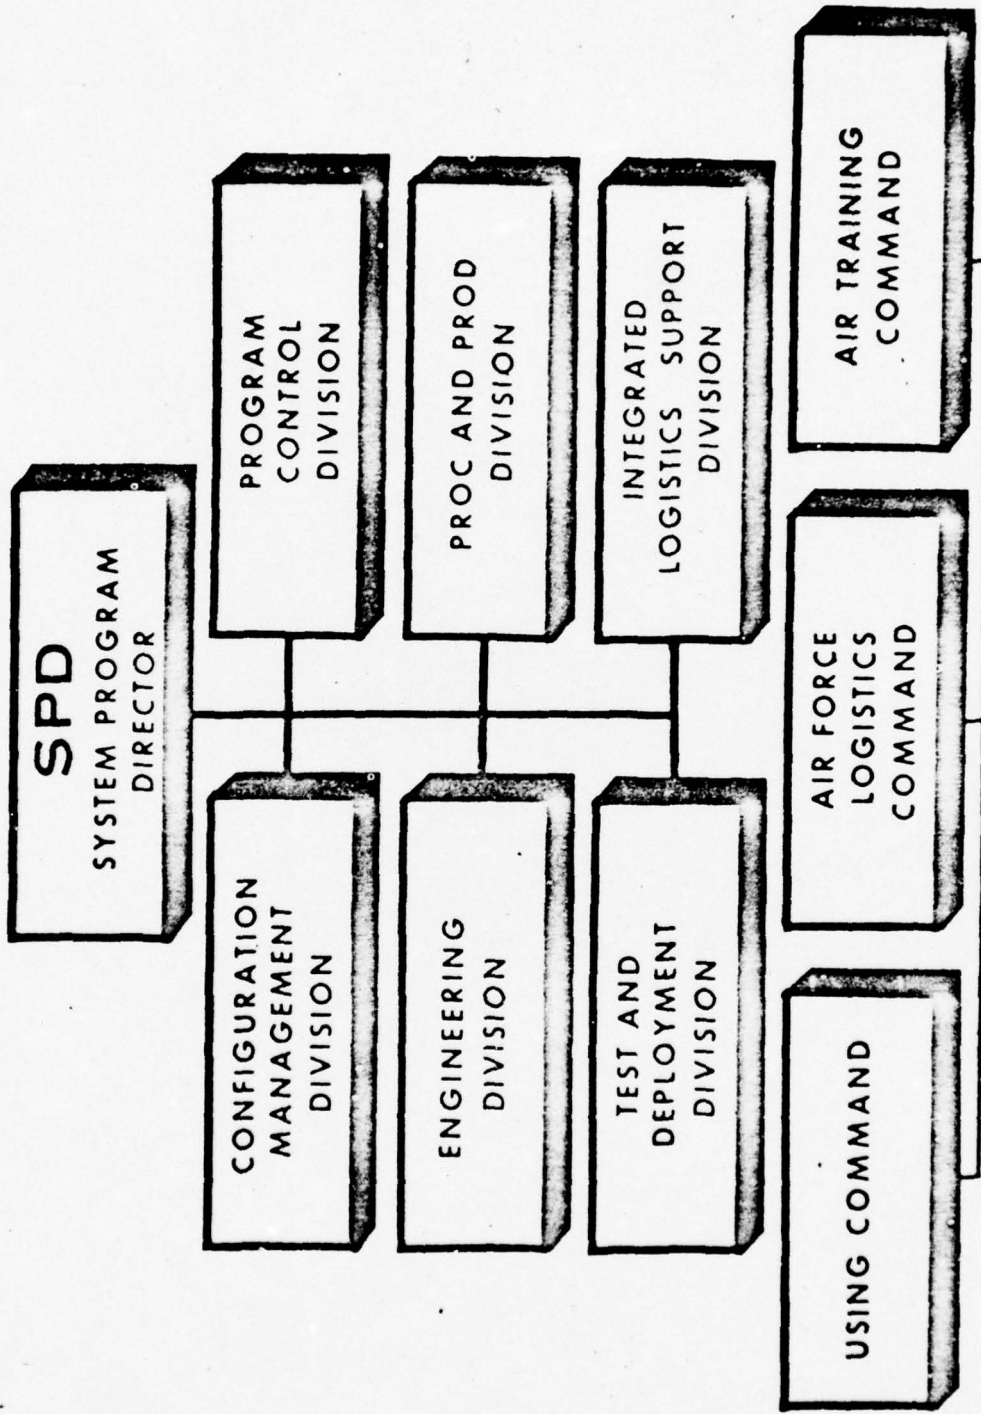 SPD
SYSTEM PROGRAM
DIRECTOR
CONFIGURATION
MANAGEMENT
DIVISION
PROGRAM
CONTROL
DIVISION
ENGINEERING
DIVISION
PROC AND PROD
DIVISION
TEST AND
DEPLOYMENT
DIVISION
INTEGRATED
LOGISTICS SUPPORT
DIVISION
USING COMMAND
AIR FORCE
LOGISTICS
COMMAND
AIR TRAINING
COMMAND